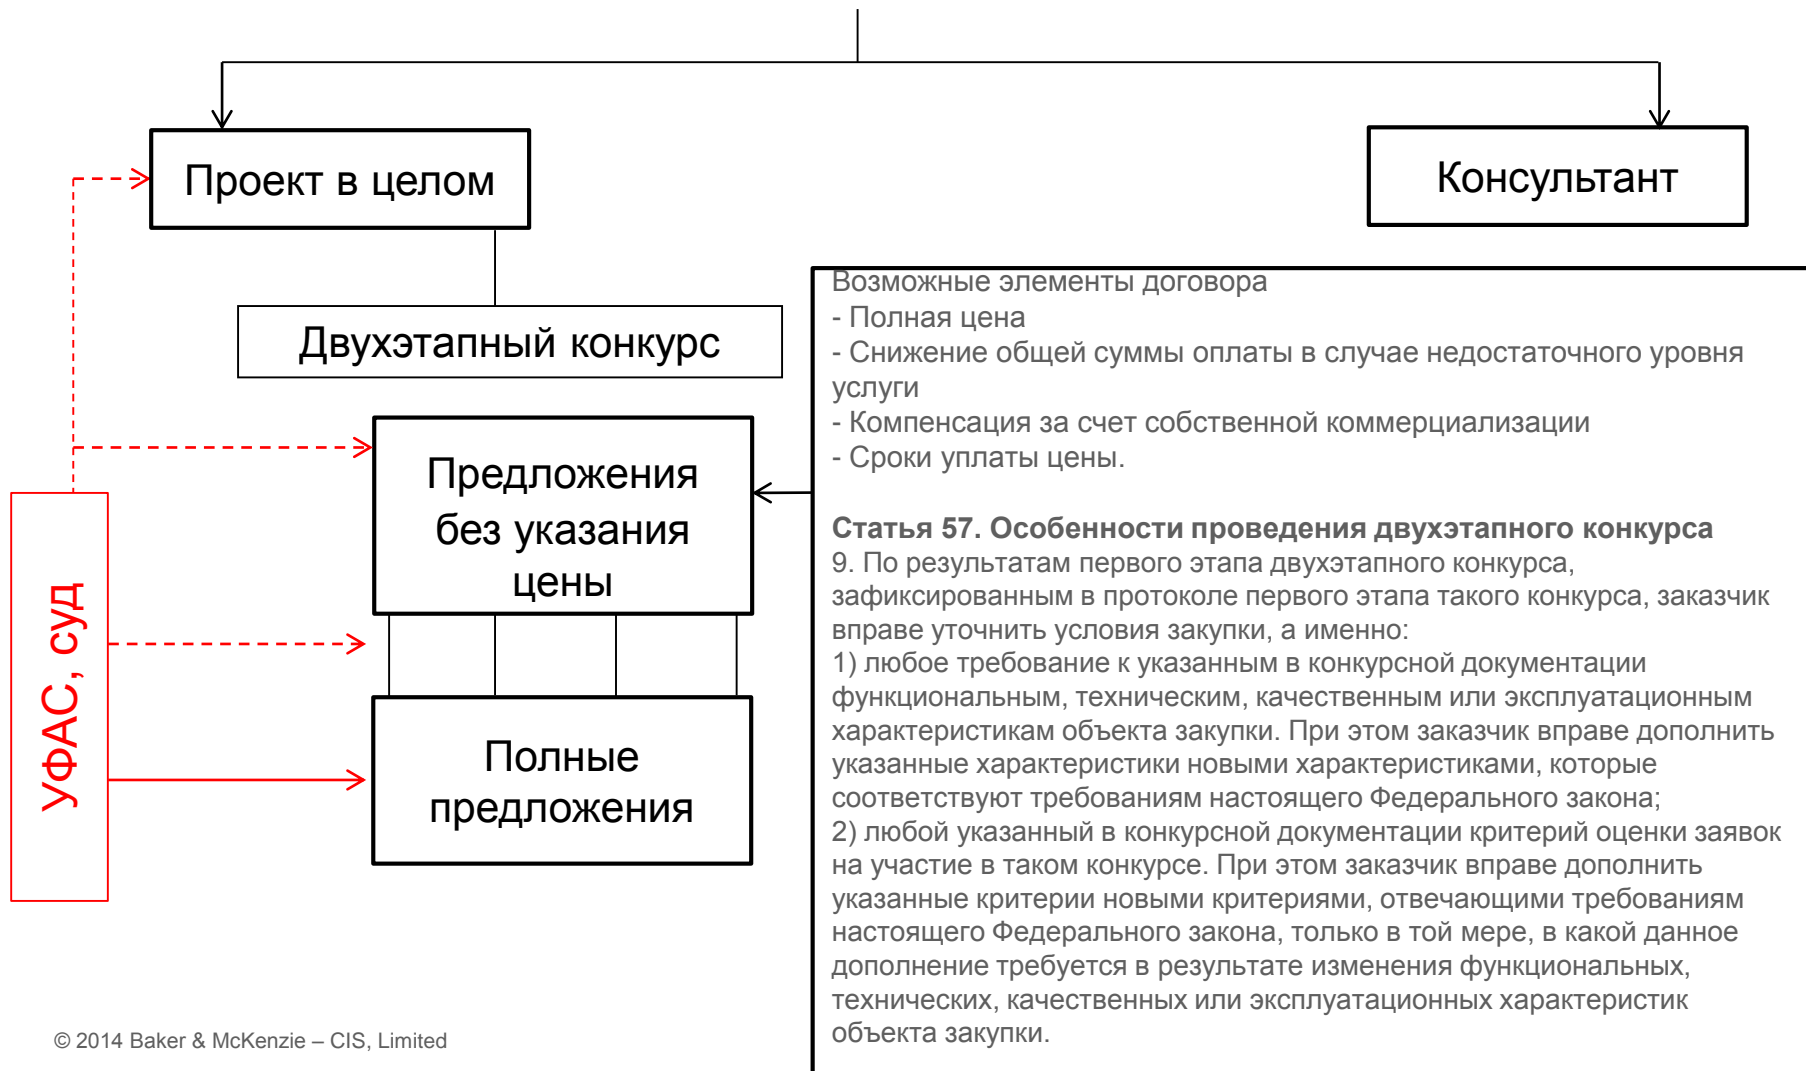 Проект в целом
Консультант
Двухэтапный конкурс
Предложения
без указания
цены
Полные
предложения
УФАС, суд
Возможные элементы договора
- Полная цена
- Снижение общей суммы оплаты в случае недостаточного уровня
услуги
- Компенсация за счет собственной коммерциализации
- Сроки уплаты цены.
Статья 57. Особенности проведения двухэтапного конкурса
9. По результатам первого этапа двухэтапного конкурса,
зафиксированным в протоколе первого этапа такого конкурса, заказчик
вправе уточнить условия закупки, а именно:
1) любое требование к указанным в конкурсной документации
функциональным, техническим, качественным или эксплуатационным
характеристикам объекта закупки. При этом заказчик вправе дополнить
указанные характеристики новыми характеристиками, которые
соответствуют требованиям настоящего Федерального закона;
2) любой указанный в конкурсной документации критерий оценки заявок
на участие в таком конкурсе. При этом заказчик вправе дополнить
указанные критерии новыми критериями, отвечающими требованиям
настоящего Федерального закона, только в той мере, в какой данное
дополнение требуется в результате изменения функциональных,
технических, качественных или эксплуатационных характеристик
объекта закупки.
© 2014 Baker & McKenzie – CIS, Limited